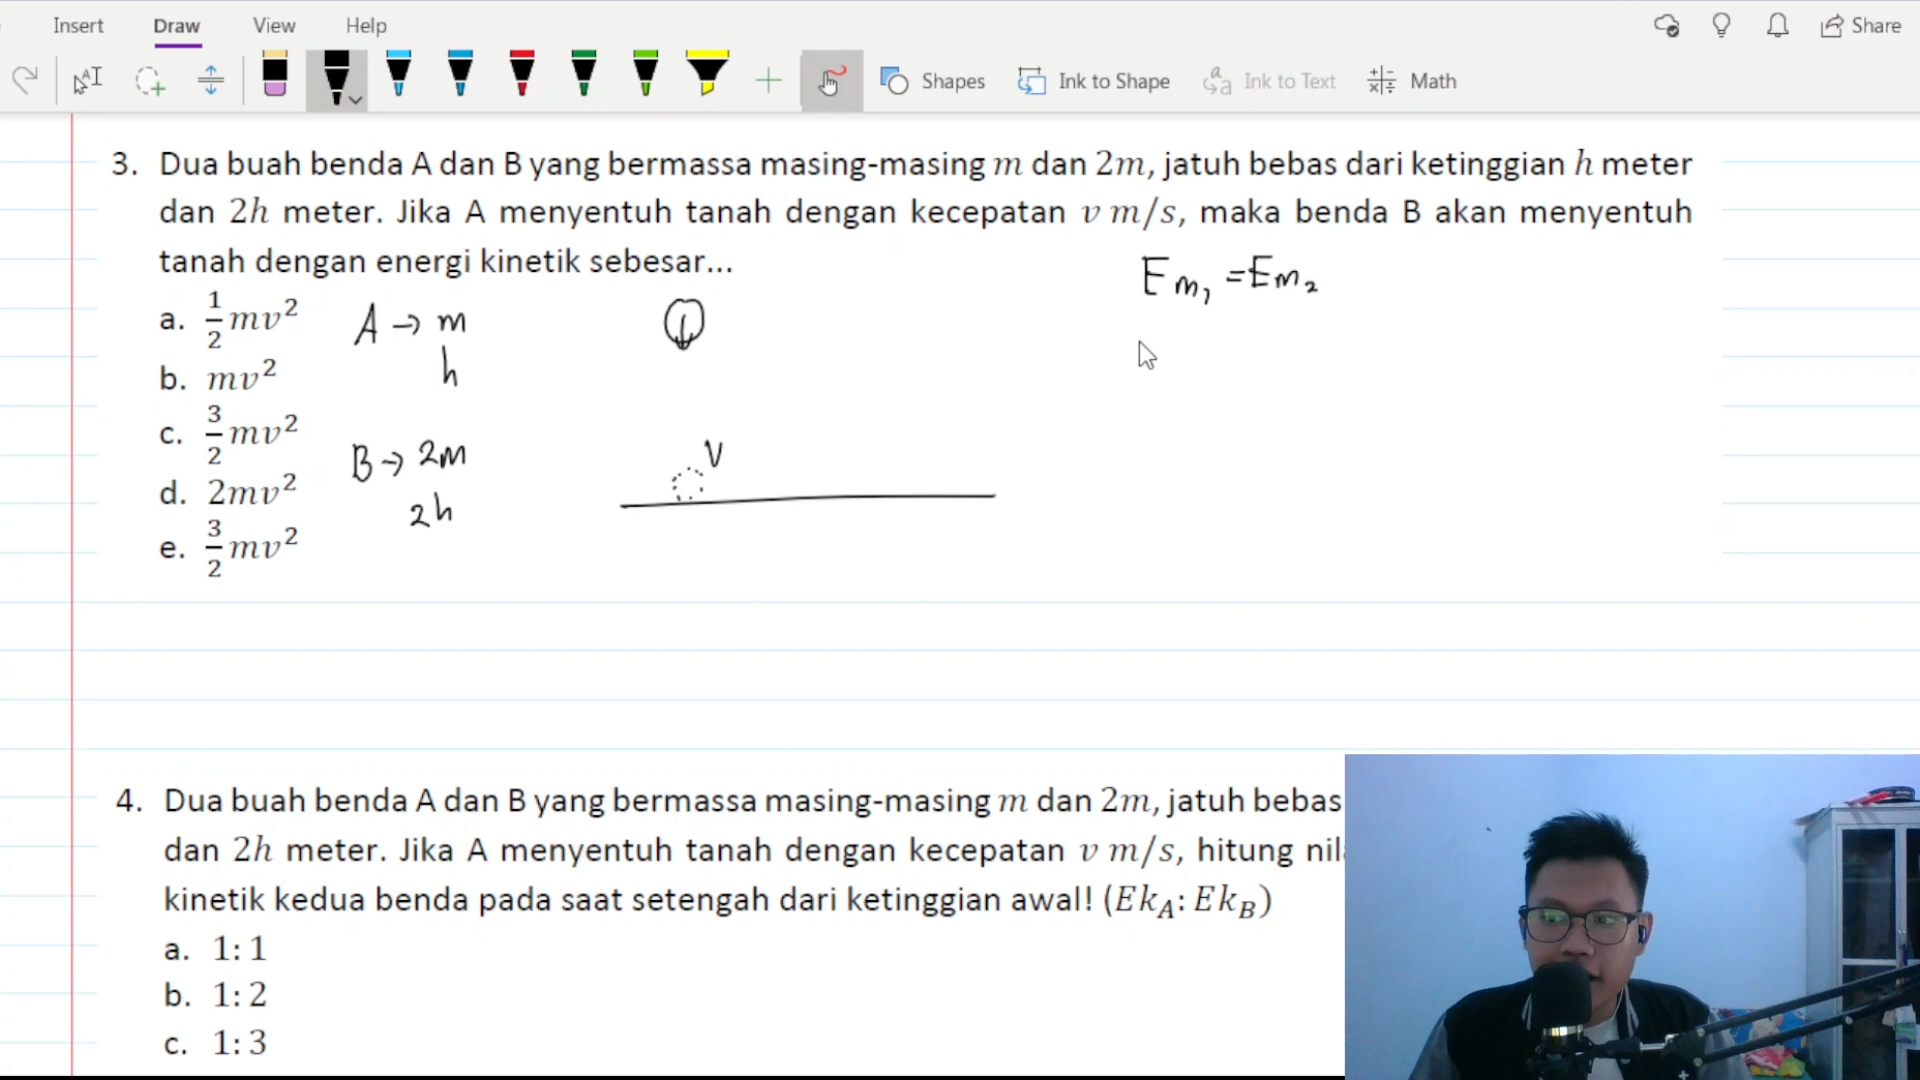 Insert Draw View Help Share
Shapes Ink to Shape Ink to Text Math
3. Dua buah benda A dan B yang bermassa masing-masing m dan 2m, jatuh bebas dari ketinggian h meter
dan 2h meter. Jika A menyentuh tanah dengan kecepatan v m/s, maka benda B akan menyentuh
tanah dengan energi kinetik sebesar...
Em₁ = Em₂
a. 1/2 mv²
A → m
h
b. mv²
c. 3/2 mv²
B → 2m
2h
V
d. 2mv²
e. 3/2 mv²
4. Dua buah benda A dan B yang bermassa masing-masing m dan 2m, jatuh bebas
dan 2h meter. Jika A menyentuh tanah dengan kecepatan v m/s, hitung
kinetik kedua benda pada saat setengah dari ketinggian awal! (Ek_A: Ek_B)
a. 1: 1
b. 1: 2
c. 1: 3